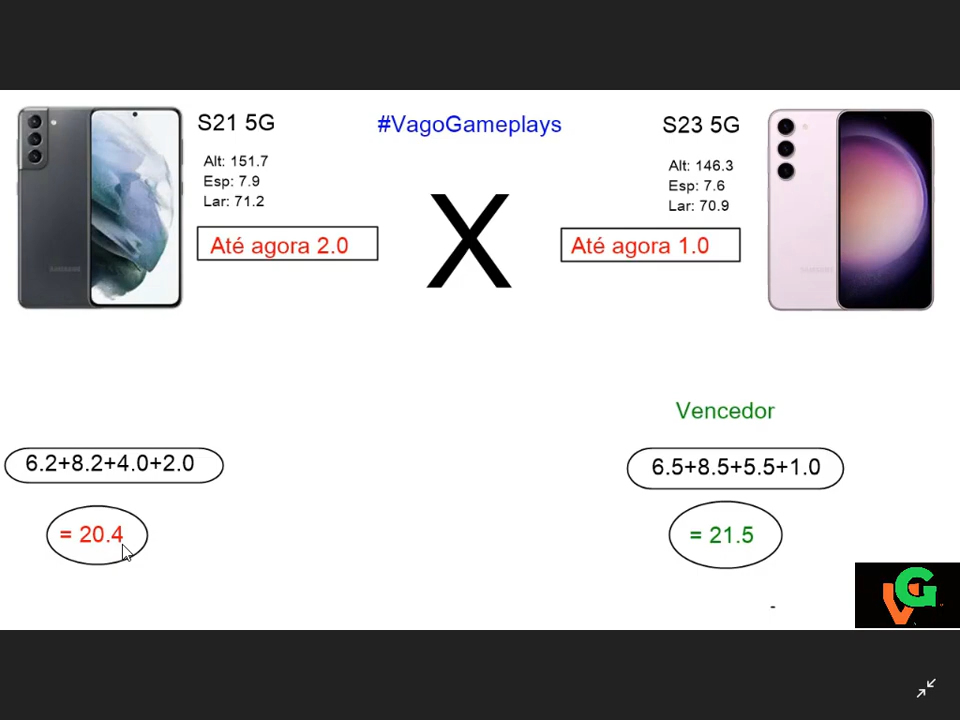 S21 5G
#VagoGameplays
S23 5G
Alt: 151.7
Esp: 7.9
Lar: 71.2
Alt: 146.3
Esp: 7.6
Lar: 70.9
Até agora 2.0
X
Até agora 1.0
Vencedor
6.2+8.2+4.0+2.0
6.5+8.5+5.5+1.0
= 20.4
= 21.5
VG